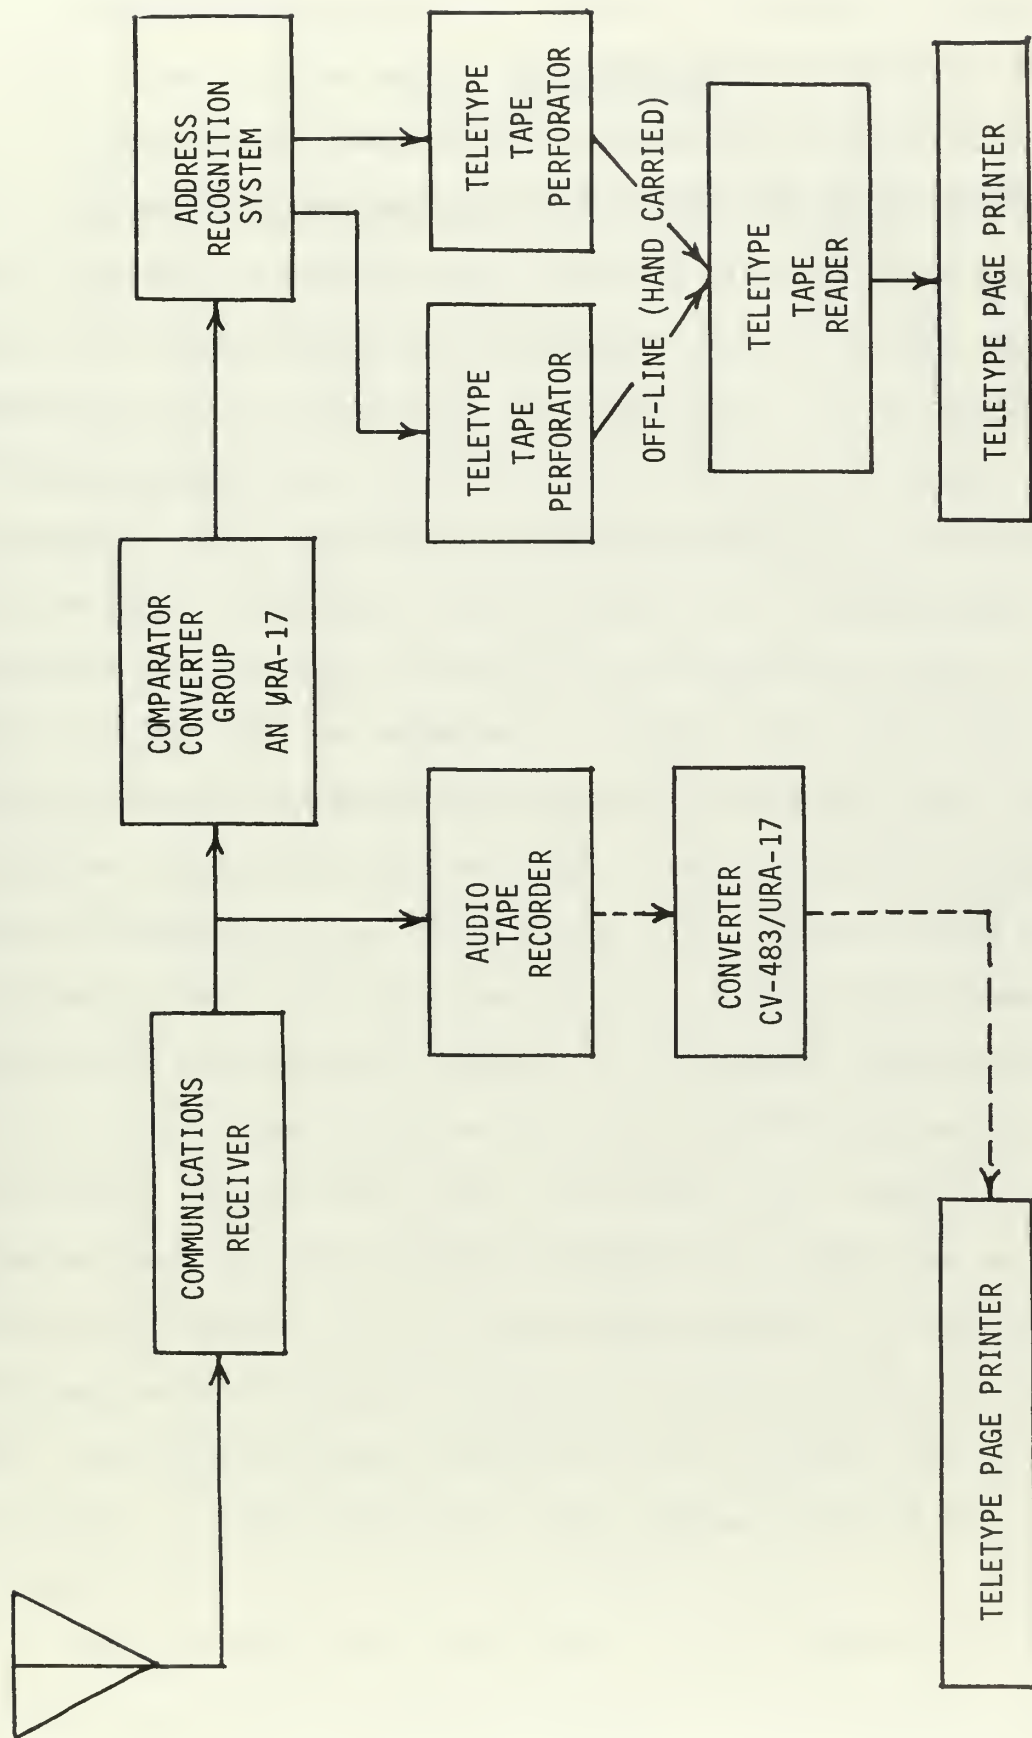 COMMUNICATIONS
RECEIVER
COMPARATOR
CONVERTER
GROUP
AN URA-17
ADDRESS
RECOGNITION
SYSTEM
AUDIO
TAPE
RECORDER
TELETYPE
TAPE
PERFORATOR
TELETYPE
TAPE
PERFORATOR
OFF-LINE (HAND CARRIED)
CONVERTER
CV-483/URA-17
TELETYPE
TAPE
READER
TELETYPE PAGE PRINTER
TELETYPE PAGE PRINTER